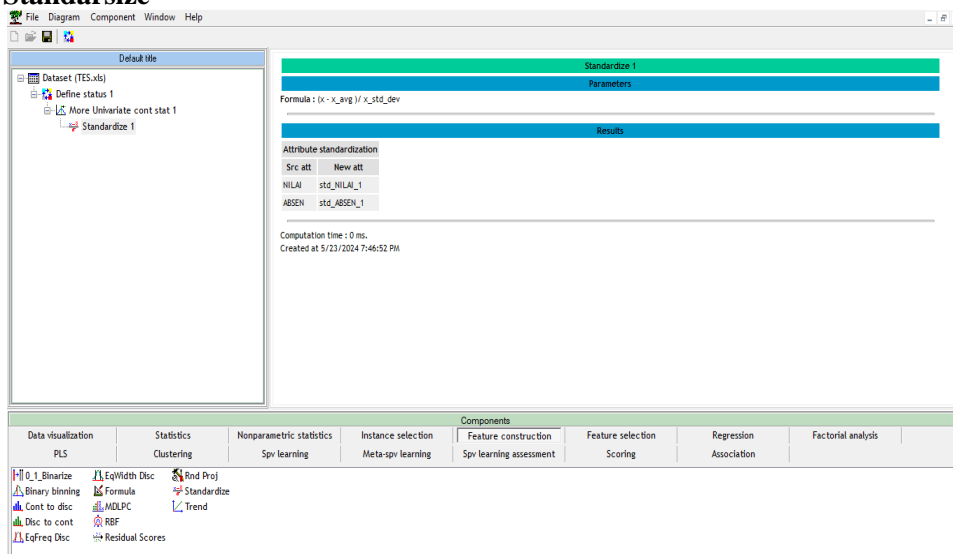 Standarsize
File Diagram Component Window Help
Default title
Dataset (TES.xls)
Define status 1
More Univariate cont stat 1
Standardize 1
Standardize 1
Parameters
Formula : (x - x_avg )/ x_std_dev
Results
Attribute standardization
Src att New att
NILAI std_NILAI_1
ABSEN std_ABSEN_1
Computation time : 0 ms.
Created at 5/23/2024 7:46:52 PM
Components
Data visualization Statistics Nonparametric statistics Instance selection Feature construction Feature selection Regression Factorial analysis
PLS Clustering Spv learning Meta-spv learning Spv learning assessment Scoring Association
0_1_Binarize EqWidth Disc Rnd Proj
Binary binning Formula Standardize
Cont to disc MDLPC Trend
Disc to cont RBF
EqFreq Disc Residual Scores